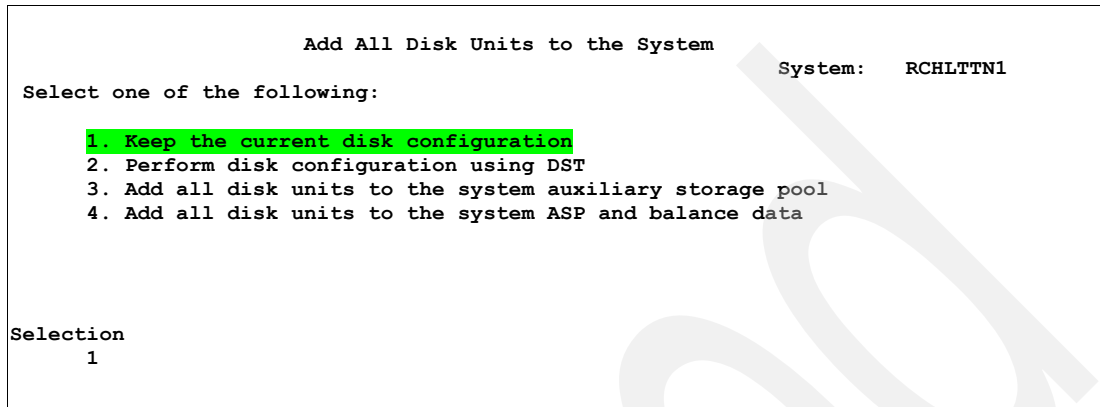 Add All Disk Units to the System
System: RCHLTTN1
Select one of the following:
1. Keep the current disk configuration
2. Perform disk configuration using DST
3. Add all disk units to the system auxiliary storage pool
4. Add all disk units to the system ASP and balance data
Selection
1